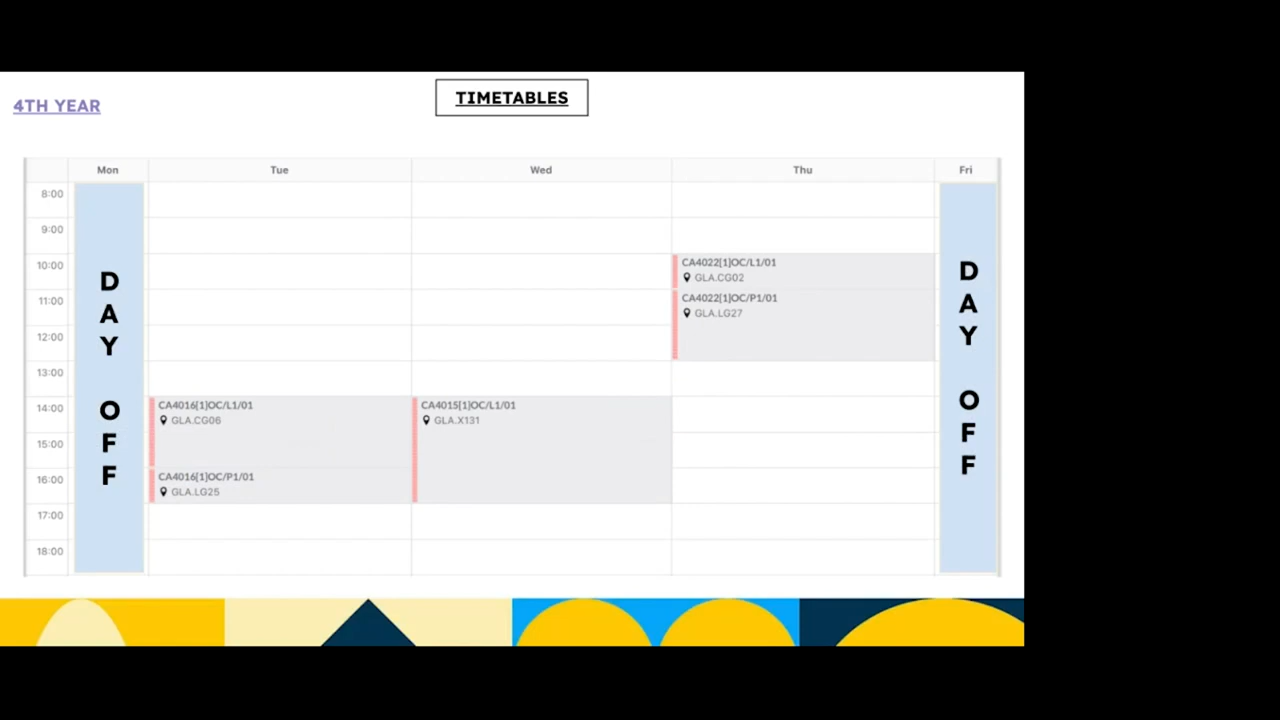 4TH YEAR
TIMETABLES
Mon Tue Wed Thu Fri
8:00
9:00
10:00
11:00
12:00
13:00
14:00
15:00
16:00
17:00
18:00
D
A
Y
O
F
F
CA4016[1]OC/L1/01
GLA.CG06
CA4016[1]OC/P1/01
GLA.LG25
CA4015[1]OC/L1/01
GLA.X131
CA4022[1]OC/L1/01
GLA.CG02
CA4022[1]OC/P1/01
GLA.LG27
D
A
Y
O
F
F